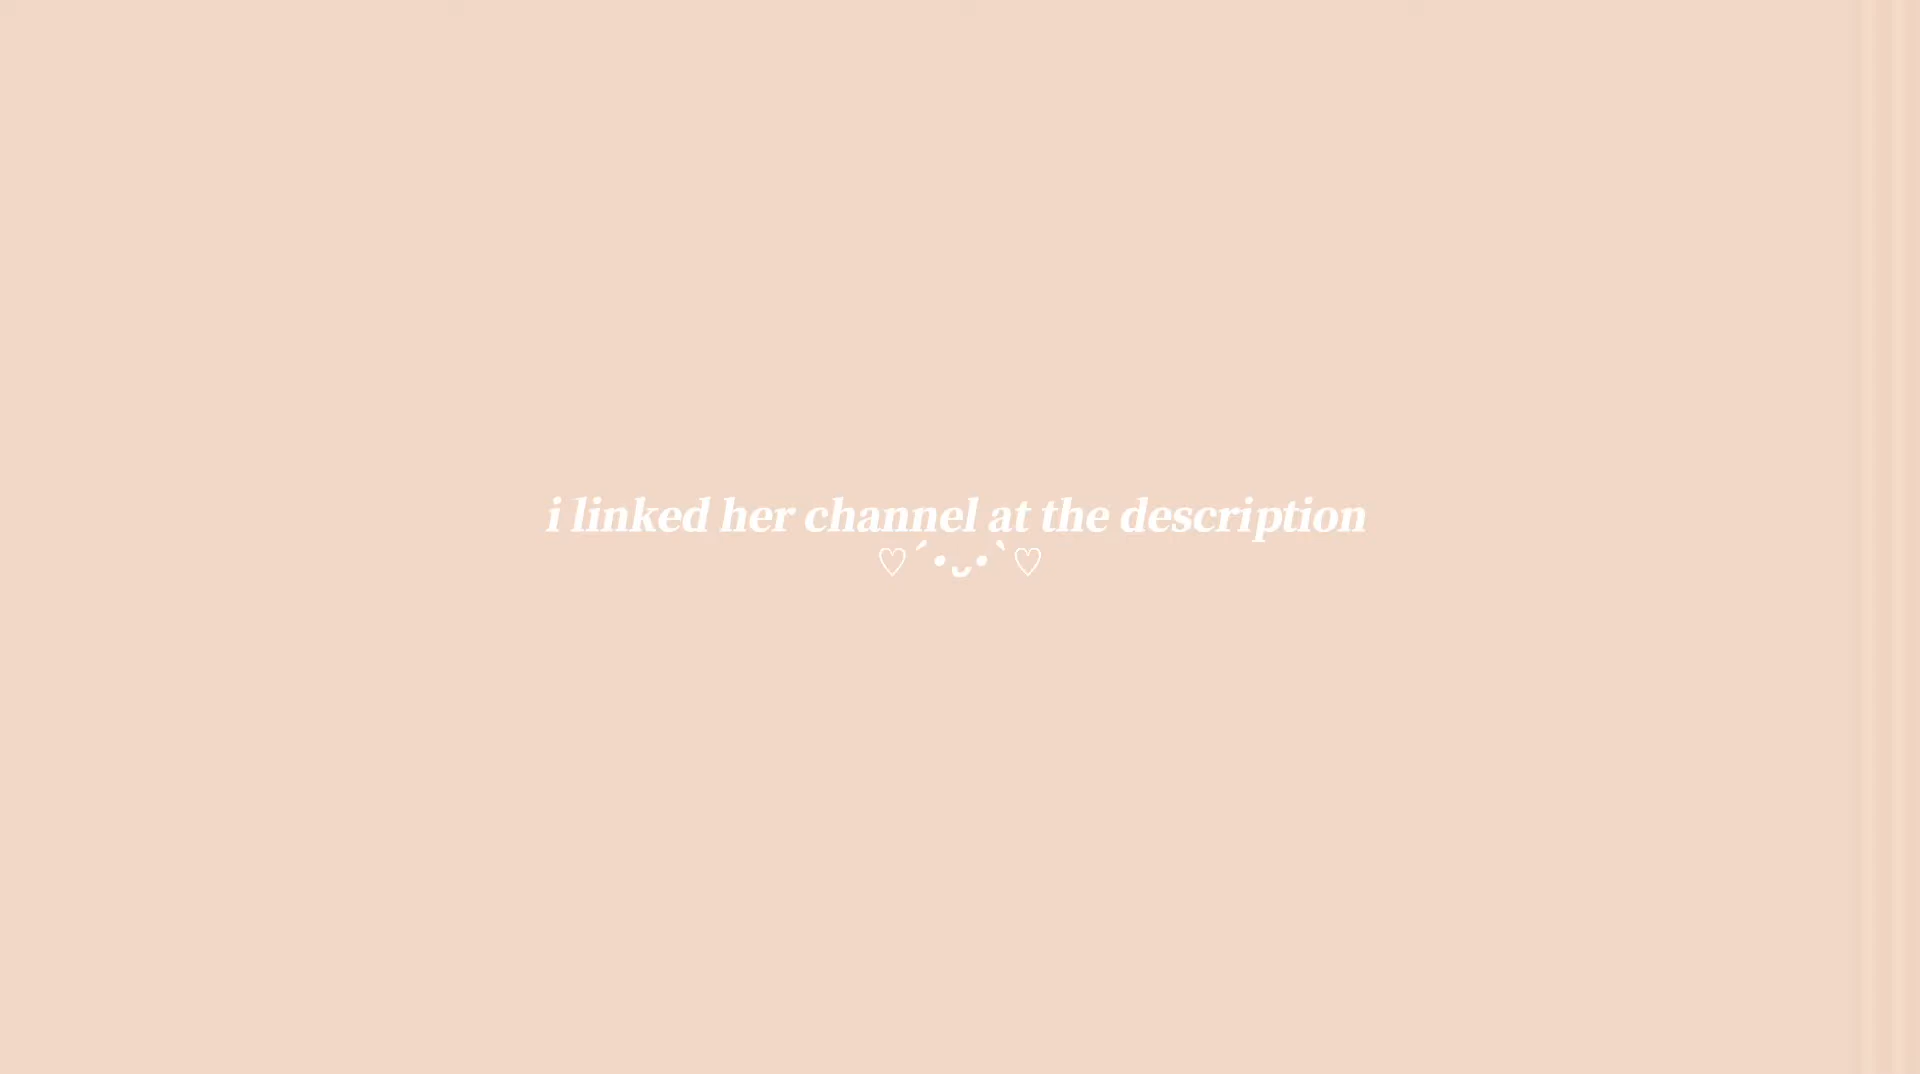 i linked her channel at the description
♡´•ᴗ•`♡